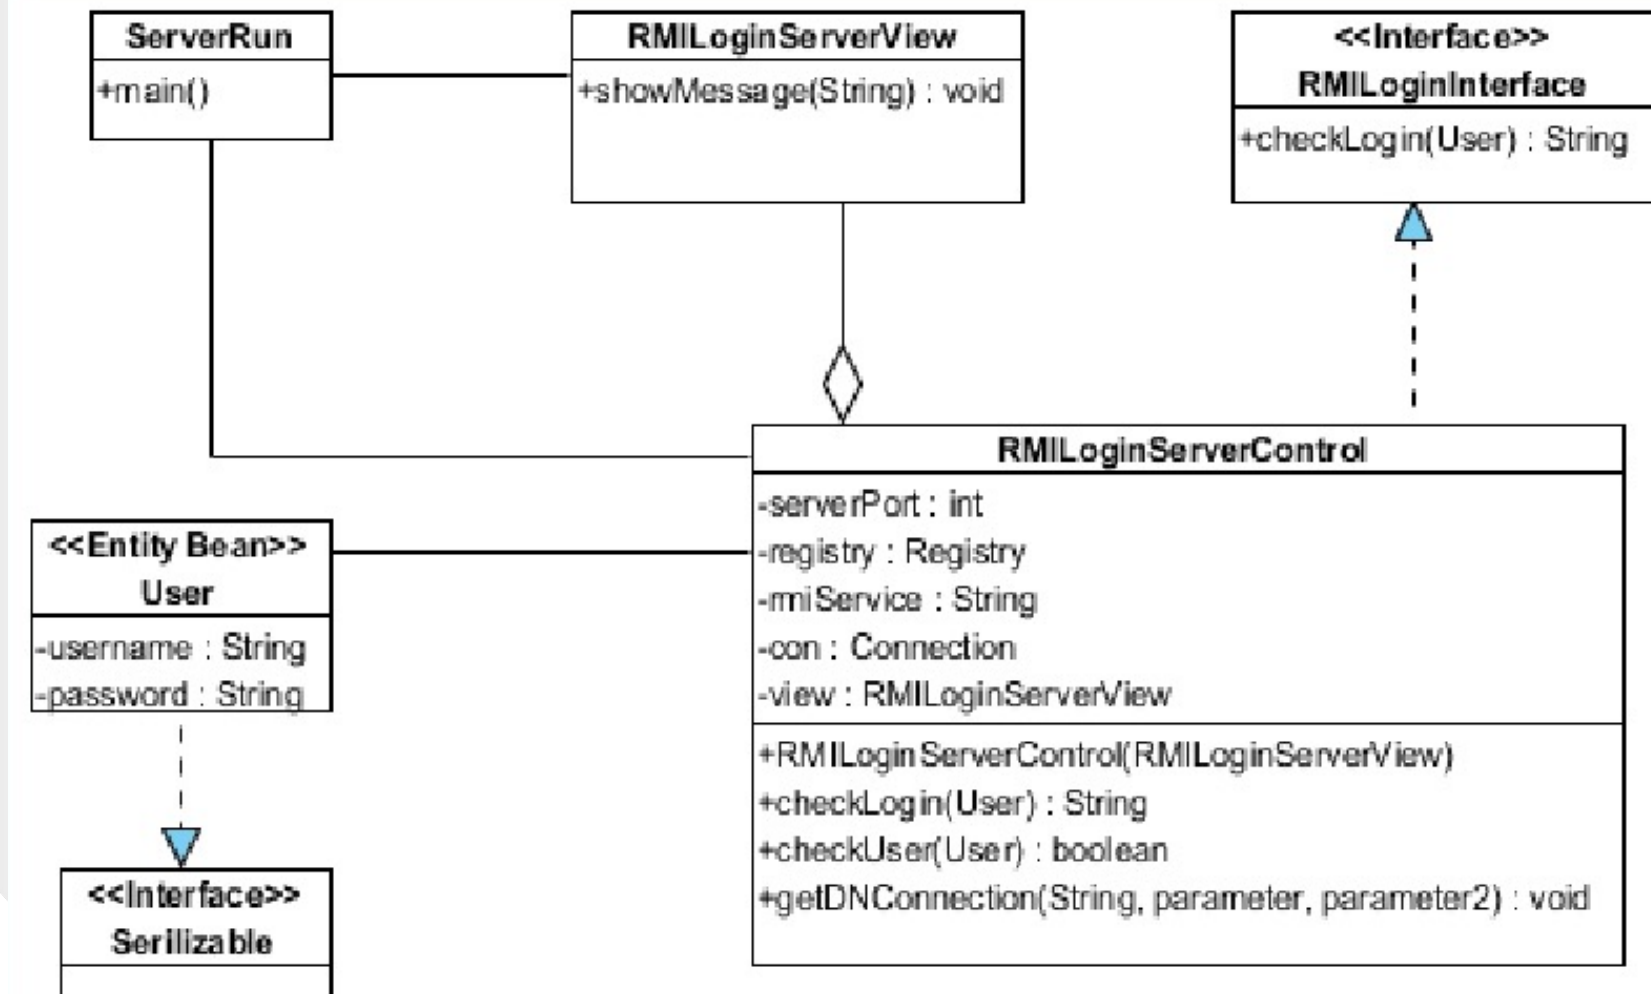 ServerRun
+main()
RMILoginServerView
+showMessage(String) : void
<<Interface>>
RMILoginInterface
+checkLogin(User) : String
RMILoginServerControl
-serverPort : int
-registry : Registry
-rmiService : String
-con : Connection
-view : RMILoginServerView
+RMILoginServerControl(RMILoginServerView)
+checkLogin(User) : String
+checkUser(User) : boolean
+getDNConnection(String, parameter, parameter2) : void
<<Entity Bean>>
User
-username : String
-password : String
<<Interface>>
Serilizable